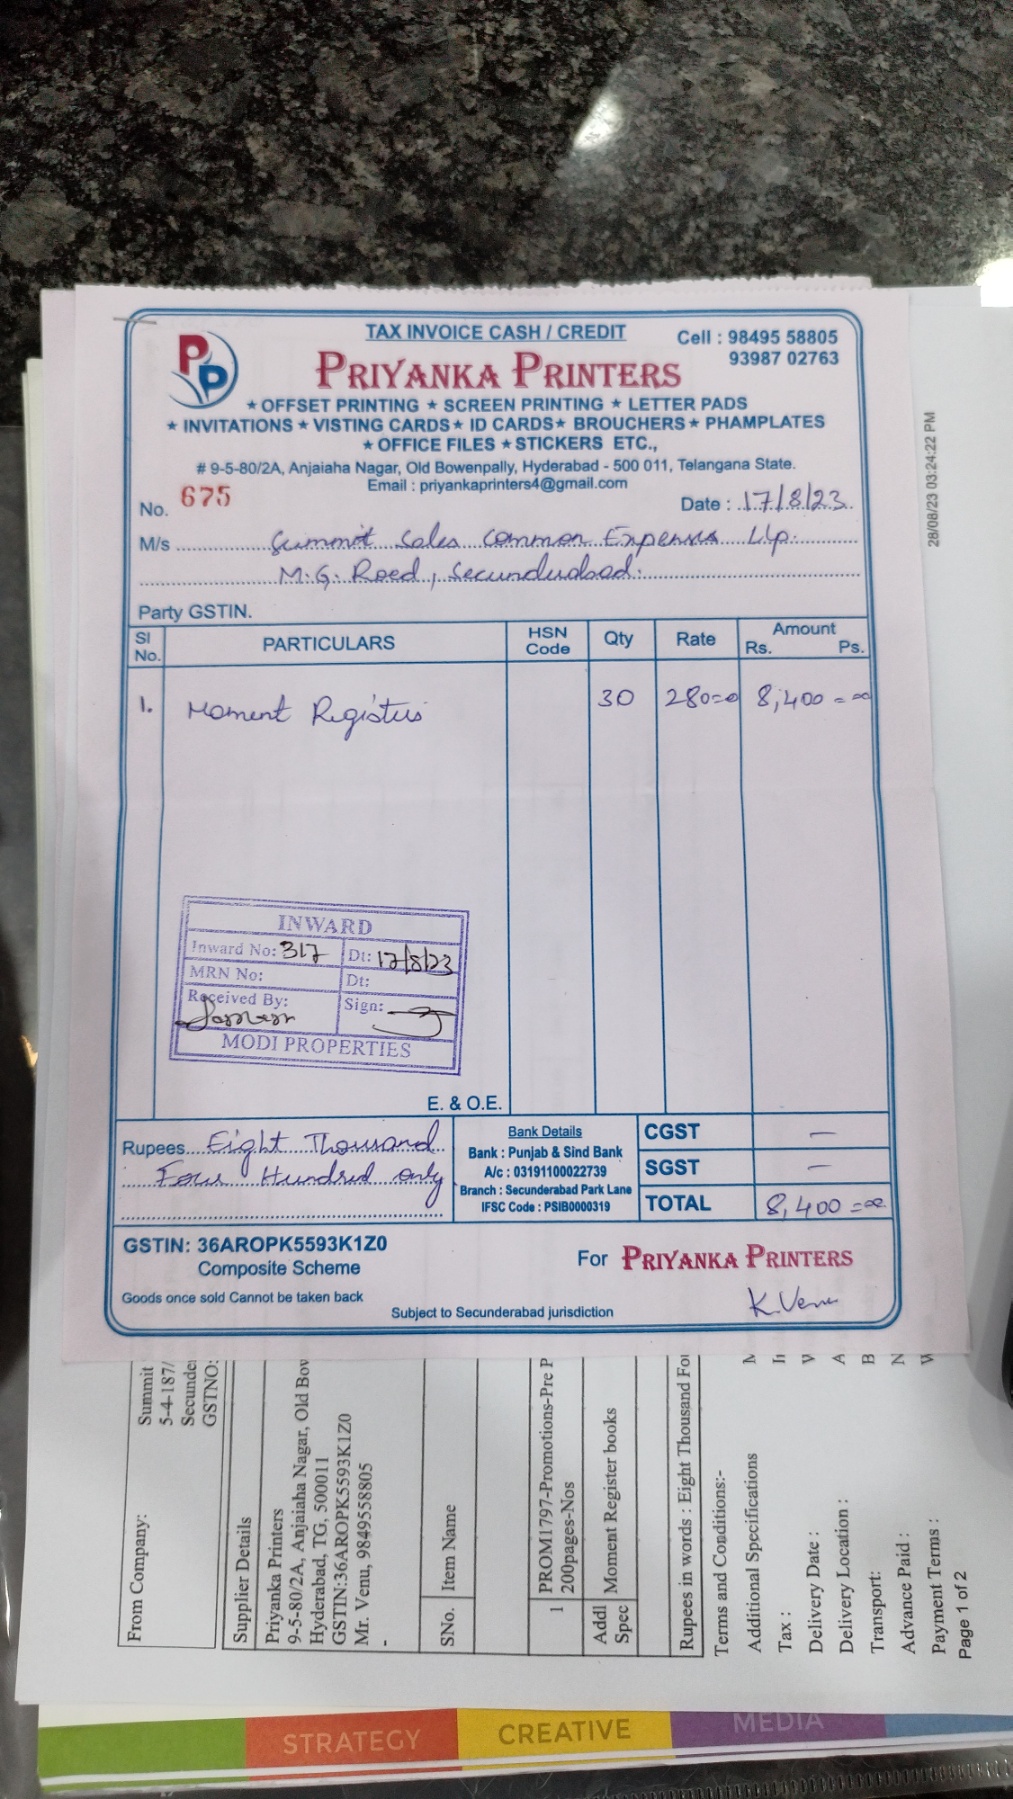 TAX INVOICE CASH / CREDIT
Cell : 98495 58805
93987 02763
PP
PRIYANKA PRINTERS
★ OFFSET PRINTING ★ SCREEN PRINTING ★ LETTER PADS
★ INVITATIONS ★ VISTING CARDS ★ ID CARDS ★ BROUCHERS ★ PHAMPLATES
★ OFFICE FILES ★ STICKERS ETC.,
# 9-5-80/2A, Anjaiaha Nagar, Old Bowenpally, Hyderabad - 500 011, Telangana State.
Email : priyankaprinters4@gmail.com
No. 675
Date : 17/8/23
M/s Summit Sales Common Expenses Llp.
M.G. Road, Secunderabad.
Party GSTIN.
Sl No. PARTICULARS HSN Code Qty Rate Amount Rs. Ps.
1. Moment Registers 30 280=00 8,400=00
INWARD
Inward No: 317 Dt: 17/8/23
MRN No: Dt:
Received By: Sign:
MODI PROPERTIES
E. & O.E.
Rupees Eight Thousand
Four Hundred only
Bank Details
Bank : Punjab & Sind Bank
A/c : 03191100022739
Branch : Secunderabad Park Lane
IFSC Code : PSIB0000319
CGST —
SGST —
TOTAL 8,400=00
GSTIN: 36AROPK5593K1Z0
Composite Scheme
For PRIYANKA PRINTERS
K.Venu
Goods once sold Cannot be taken back
Subject to Secunderabad jurisdiction
28/08/23 03:24:22 PM
From Company: Summit
5-4-187/
Secunder
GSTNO:
Supplier Details
Priyanka Printers
9-5-80/2A, Anjaiaha Nagar, Old Bow
Hyderabad, TG, 500011
GSTIN:36AROPK5593K1Z0
Mr. Venu, 9849558805
-
SNo. Item Name
1 PROM1797-Promotions-Pre P
200pages-Nos
Addl Spec Moment Register books
Rupees in words : Eight Thousand Fou
Terms and Conditions:-
Additional Specifications
Tax :
Delivery Date :
Delivery Location :
Transport:
Advance Paid :
Payment Terms :
Page 1 of 2
STRATEGY CREATIVE MEDIA